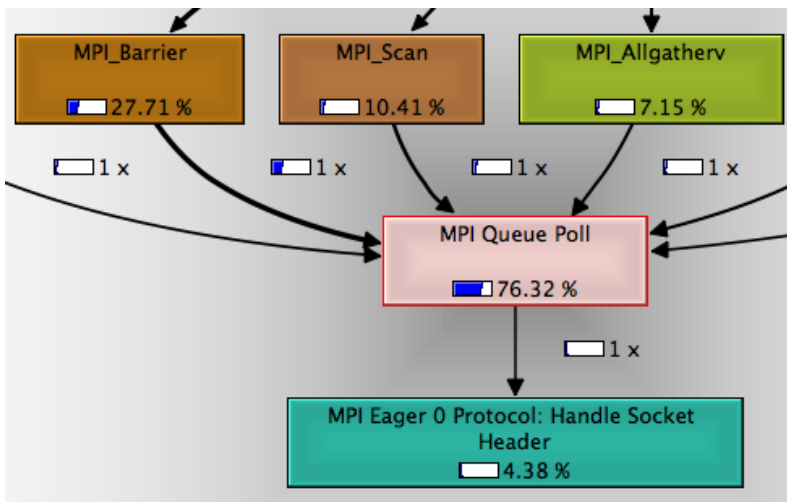 MPI_Barrier
27.71 %
MPI_Scan
10.41 %
MPI_Allgatherv
7.15 %
1 x
1 x
1 x
1 x
MPI Queue Poll
76.32 %
1 x
MPI Eager 0 Protocol: Handle Socket
Header
4.38 %